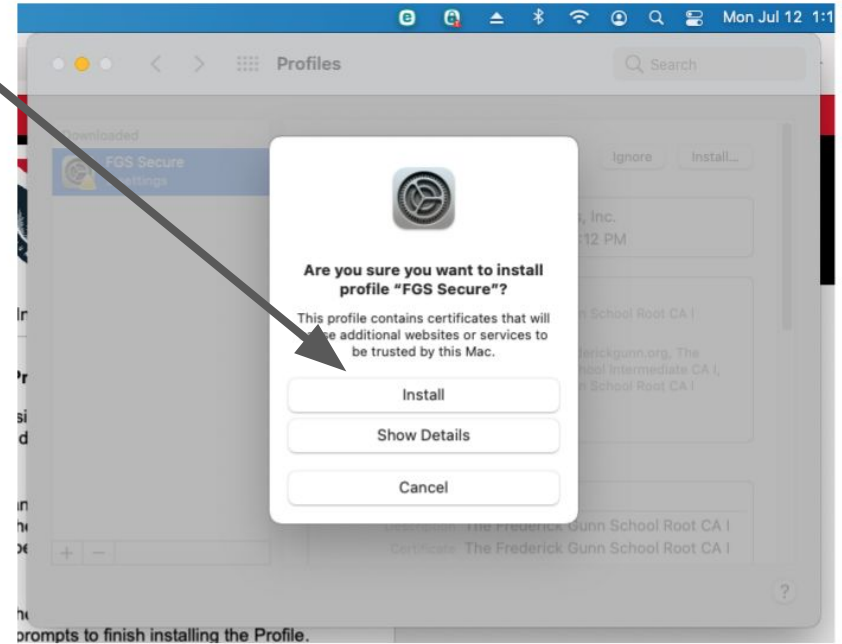 Mon Jul 12 1:1
Profiles
Search
Downloaded
FGS Secure
settings
Ignore
Install...
Inc.
:12 PM
Are you sure you want to install
profile “FGS Secure”?
This profile contains certificates that will
additional websites or services to
be trusted by this Mac.
School Root CA I
erickgunn.org, The
hool Intermediate CA I,
School Root CA I
Install
Show Details
Cancel
Description The Frederick Gunn School Root CA I
Certificate The Frederick Gunn School Root CA I
prompts to finish installing the Profile.